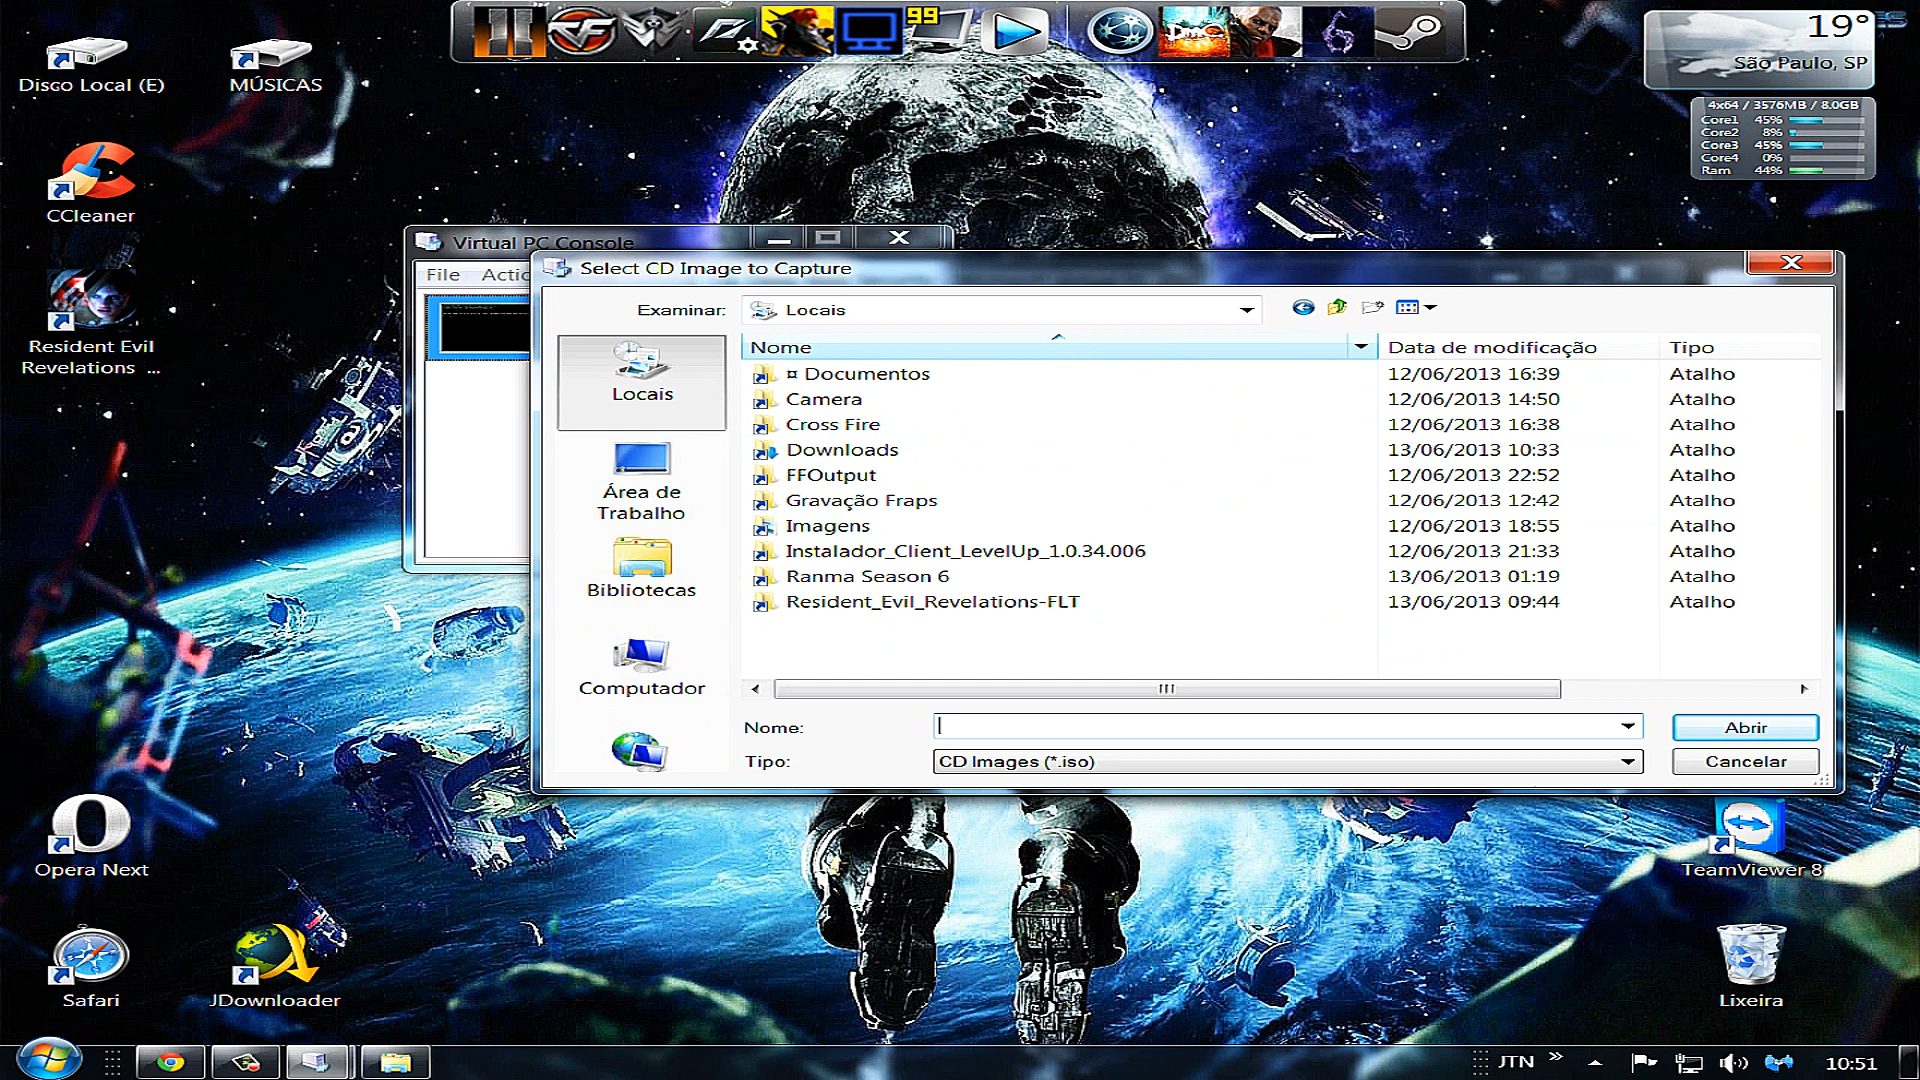 99
Disco Local (E)
MÚSICAS
CCleaner
Resident Evil
Revelations ...
Opera Next
Safari
JDownloader
19°
São Paulo, SP
4x64 / 3576MB / 8.0GB
Core1 45%
Core2 8%
Core3 45%
Core4 0%
Ram 44%
Virtual PC Console
File Actio
Select CD Image to Capture
Examinar: Locais
Locais
Área de
Trabalho
Bibliotecas
Computador
Nome Data de modificação Tipo
¤ Documentos 12/06/2013 16:39 Atalho
Camera 12/06/2013 14:50 Atalho
Cross Fire 12/06/2013 16:38 Atalho
Downloads 13/06/2013 10:33 Atalho
FFOutput 12/06/2013 22:52 Atalho
Gravação Fraps 12/06/2013 12:42 Atalho
Imagens 12/06/2013 18:55 Atalho
Instalador_Client_LevelUp_1.0.34.006 12/06/2013 21:33 Atalho
Ranma Season 6 13/06/2013 01:19 Atalho
Resident_Evil_Revelations-FLT 13/06/2013 09:44 Atalho
Nome: Abrir
Tipo: CD Images (*.iso) Cancelar
TeamViewer 8
Lixeira
JTN
10:51